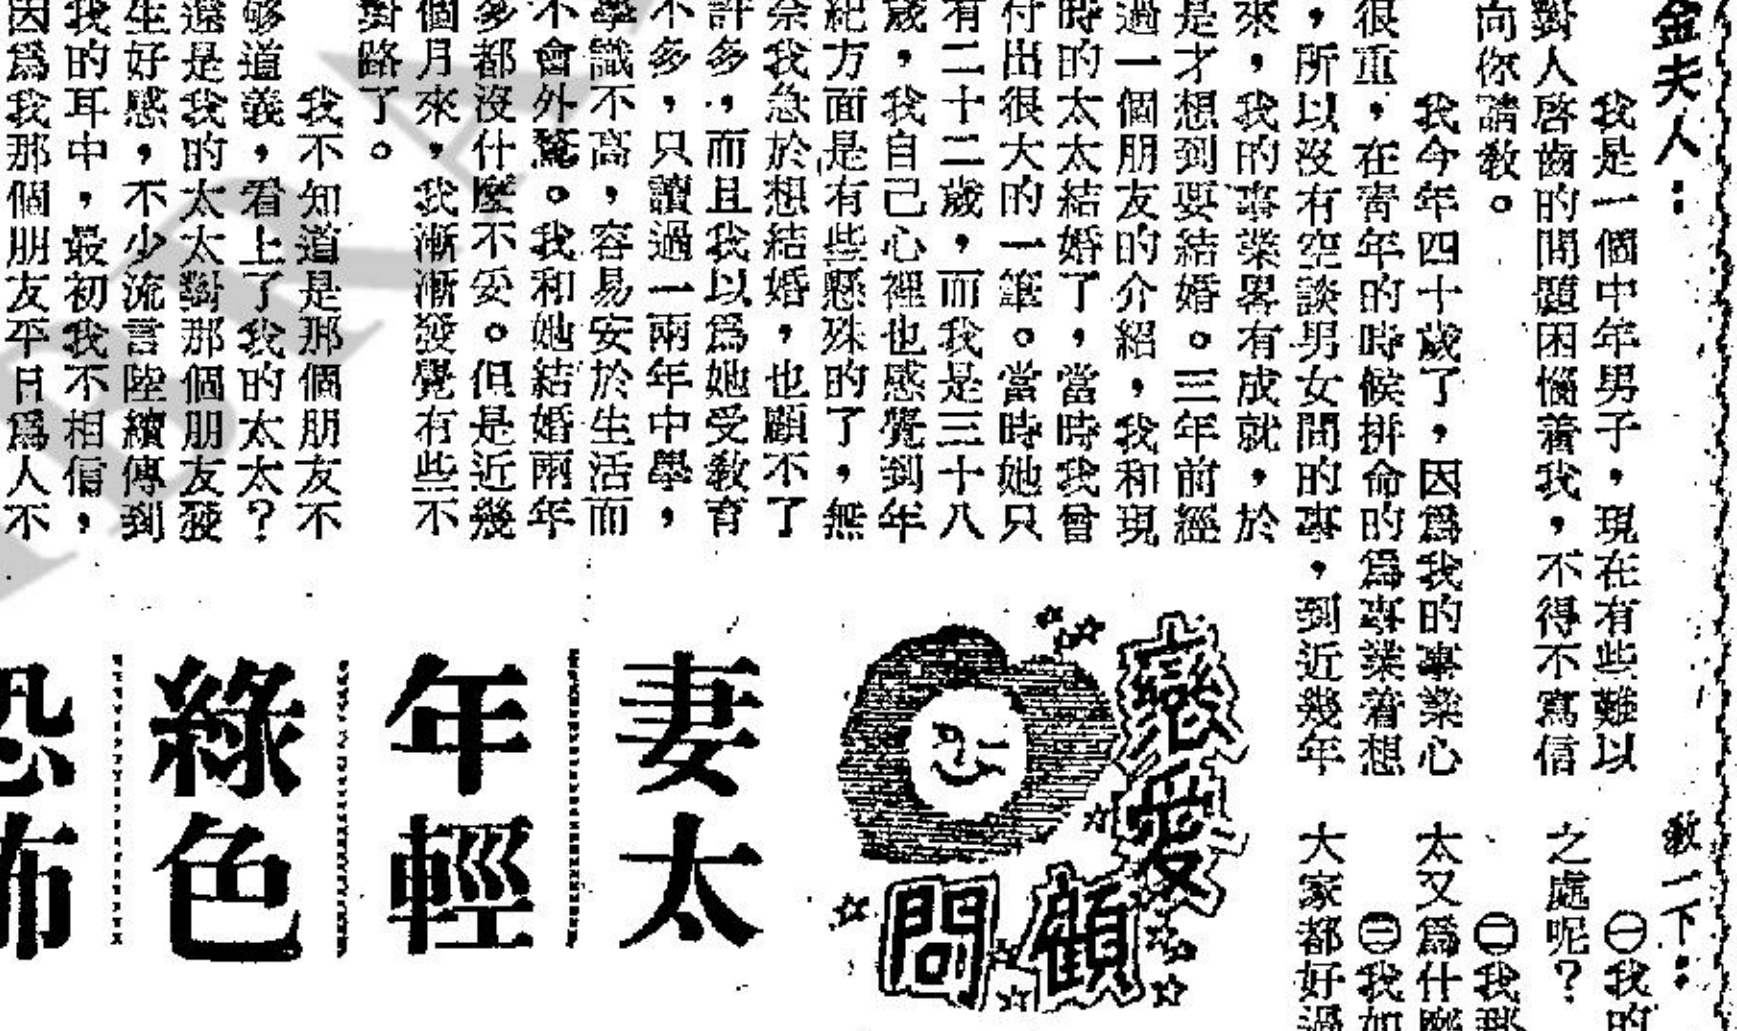 金夫人：
我是一個中年男子，現在有些難以
對人啓齒的問題困惱着我，不得不寫信
向你請敎。
我今年四十歲了，因爲我的事業心
很重，在靑年的時候拼命的爲事業着想
，所以沒有空談男女間的事，到近幾年
來，我的事業畧有成就，於
是才想到要結婚。三年前經
過一個朋友的介紹，我和現
時的太太結婚了，當時我曾
付出很大的一筆。當時她只
有二十二歲，而我是三十八
歲，我自己心裡也感覺到年
紀方面是有些懸殊的了，無
奈我急於想結婚，也顧不了
許多，而且我以爲她受敎育
不多，只讀過一兩年中學，
學識不高，容易安於生活而
不會外騖。我和她結婚兩年
多都沒什麼不妥。但是近幾
個月來，我漸漸發覺有些不
對路了。
我不知道是那個朋友不
够道義，看上了我的太太？
還是我的太太對那個朋友發
生好感，不少流言陸續傳到
我的耳中，最初我不相信，
因爲我那個朋友平日爲人不
戀愛
顧問
妻太
年輕
綠色
恐怖
敎一下：
㊀我的
之處呢？
㊁我那
太又爲什麽
㊂我如
大家都好過